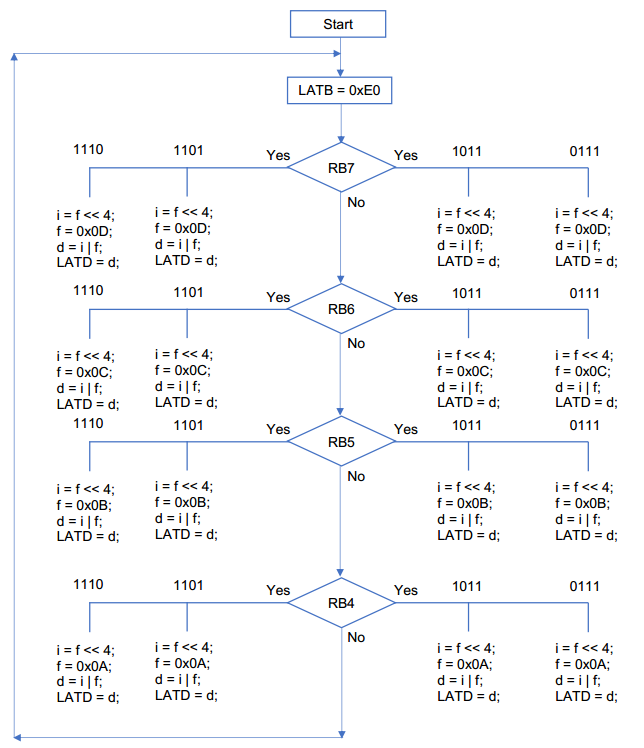 Start
LATB = 0xE0
1110 1101 Yes RB7 Yes 1011 0111
No
i = f << 4; i = f << 4; i = f << 4; i = f << 4;
f = 0x0D; f = 0x0D; f = 0x0D; f = 0x0D;
d = i | f; d = i | f; d = i | f; d = i | f;
LATD = d; LATD = d; LATD = d; LATD = d;
1110 1101 Yes RB6 Yes 1011 0111
No
i = f << 4; i = f << 4; i = f << 4; i = f << 4;
f = 0x0C; f = 0x0C; f = 0x0C; f = 0x0C;
d = i | f; d = i | f; d = i | f; d = i | f;
LATD = d; LATD = d; LATD = d; LATD = d;
1110 1101 Yes RB5 Yes 1011 0111
No
i = f << 4; i = f << 4; i = f << 4; i = f << 4;
f = 0x0B; f = 0x0B; f = 0x0B; f = 0x0B;
d = i | f; d = i | f; d = i | f; d = i | f;
LATD = d; LATD = d; LATD = d; LATD = d;
1110 1101 Yes RB4 Yes 1011 0111
No
i = f << 4; i = f << 4; i = f << 4; i = f << 4;
f = 0x0A; f = 0x0A; f = 0x0A; f = 0x0A;
d = i | f; d = i | f; d = i | f; d = i | f;
LATD = d; LATD = d; LATD = d; LATD = d;